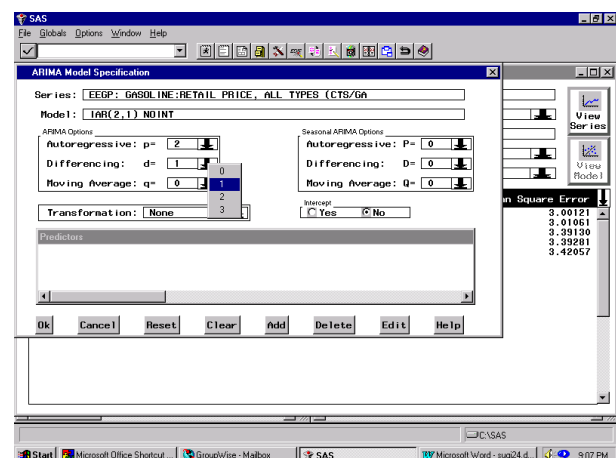 SAS
File Globals Options Window Help
ARIMA Model Specification
Series: EEGP: GASOLINE:RETAIL PRICE, ALL TYPES (CTS/GA
Model: IAR(2,1) NOINT
ARIMA Options
Autoregressive: p= 2
Differencing: d= 1
Moving Average: q= 0
0
1
2
3
Seasonal ARIMA Options
Autoregressive: P= 0
Differencing: D= 0
Moving Average: Q= 0
Transformation: None
Intercept
Yes No
Predictors
Ok Cancel Reset Clear Add Delete Edit Help
View Series
View Model
n Square Error
3.00121
3.01061
3.39130
3.39281
3.42057
C:\SAS
Start Microsoft Office Shortcut ... GroupWise - Mailbox SAS Microsoft Word - sugi24.d... 9:07 PM